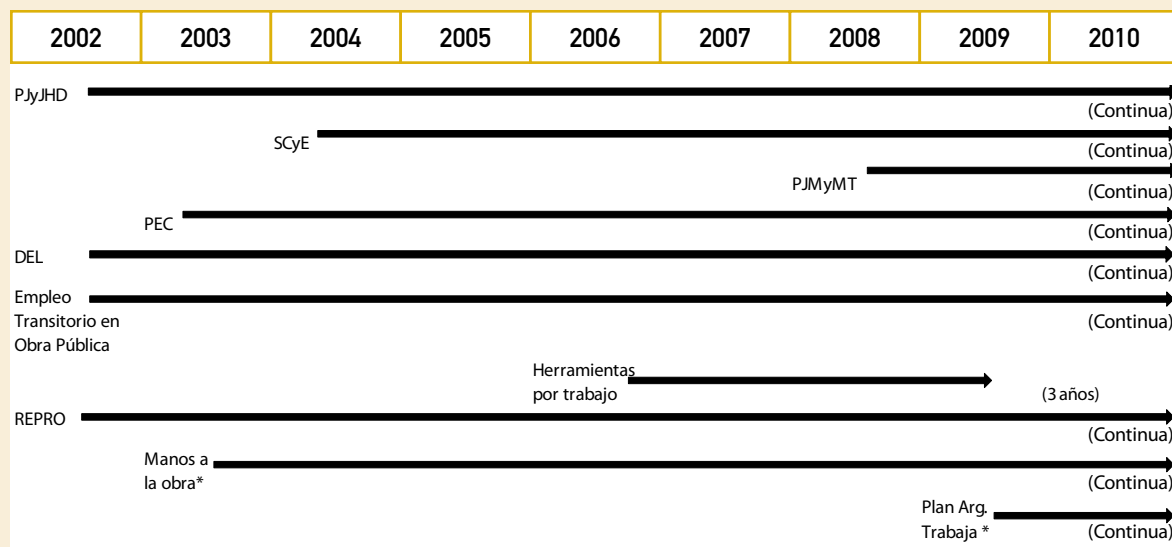 2002 2003 2004 2005 2006 2007 2008 2009 2010
PJyJHD
(Continua)
SCyE
(Continua)
PJMyMT
(Continua)
PEC
(Continua)
DEL
(Continua)
Empleo
Transitorio en
Obra Pública
(Continua)
Herramientas
por trabajo
(3 años)
REPRO
(Continua)
Manos a
la obra*
(Continua)
Plan Arg.
Trabaja *
(Continua)